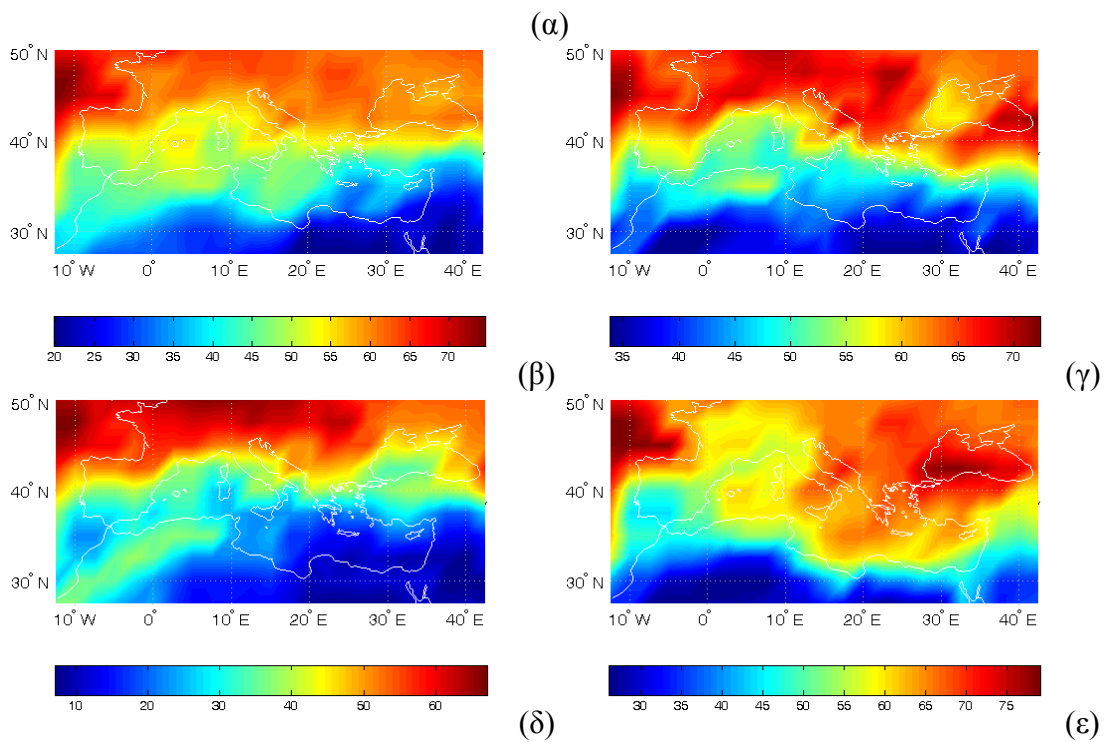 (α)
50° N 50° N
40° N 40° N
30° N 30° N
10° W 0° 10° E 20° E 30° E 40° E 10° W 0° 10° E 20° E 30° E 40° E
20 25 30 35 40 45 50 55 60 65 70 35 40 45 50 55 60 65 70
(β) (γ)
50° N 50° N
40° N 40° N
30° N 30° N
10° W 0° 10° E 20° E 30° E 40° E 10° W 0° 10° E 20° E 30° E 40° E
10 20 30 40 50 60 30 35 40 45 50 55 60 65 70 75
(δ) (ε)